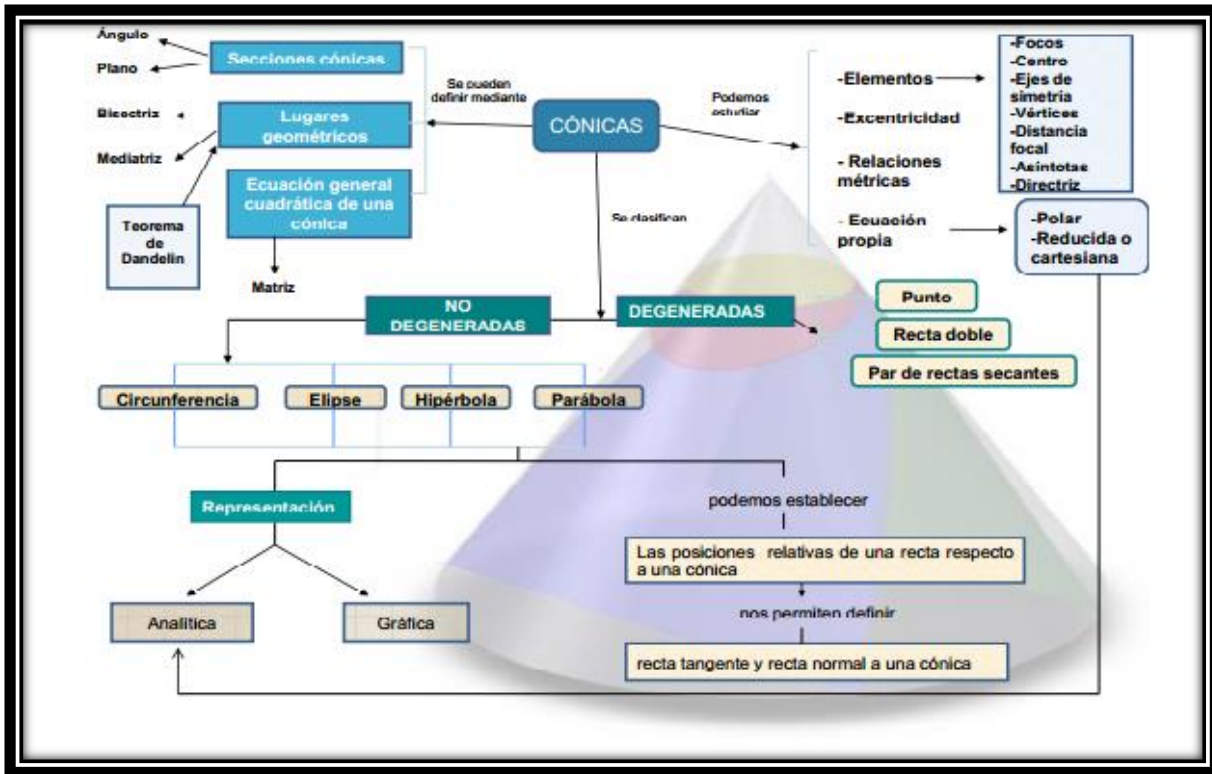 Ángulo
Plano
Bisectriz
Mediatriz
Secciones cónicas
Lugares
geométricos
Ecuación general
cuadrática de una
cónica
Teorema
de
Dandelin
Matriz
Se pueden
definir mediante
CÓNICAS
Podemos
estudiar
-Elementos
-Excentricidad
- Relaciones
métricas
- Ecuación
propia
-Focos
-Centro
-Ejes de
simetria
-Vértices
-Distancia
focal
-Asíntotas
-Directriz
-Polar
-Reducida o
cartesiana
Se clasifican
NO
DEGENERADAS
DEGENERADAS
Punto
Recta doble
Par de rectas secantes
Circunferencia
Elipse
Hipérbola
Parábola
Representación
Analítica
Gráfica
podemos establecer
Las posiciones relativas de una recta respecto
a una cónica
nos permiten definir
recta tangente y recta normal a una cónica